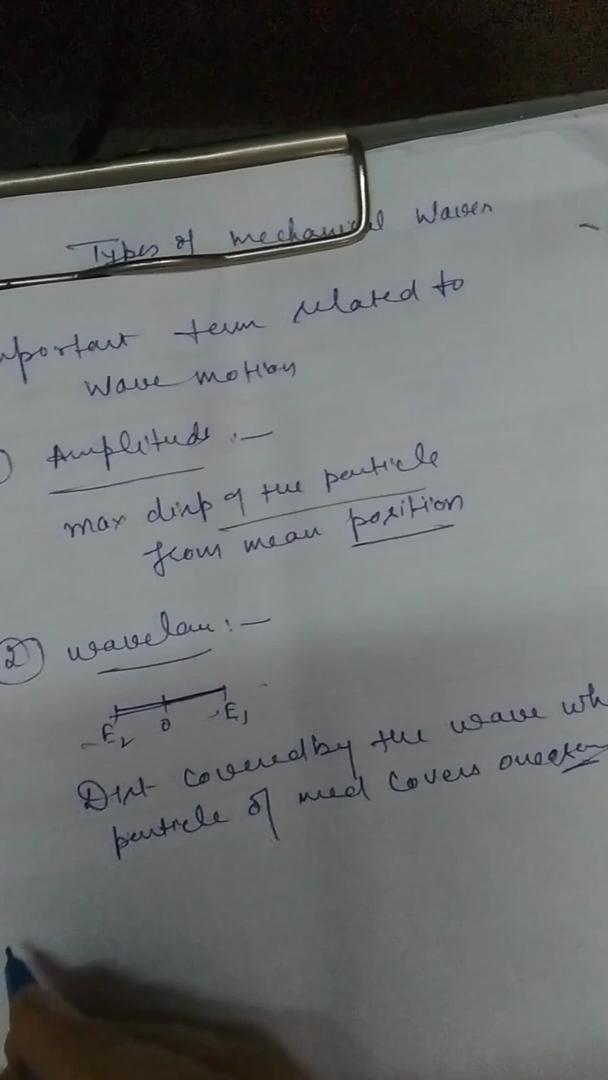 Types of mechanical waves
mportant term related to
wave motion
Amplitude :-
max disp of the particle
from mean position
② wavelen :-
E2 0 E1
Dist covered by the wave wh
particle of med covers one